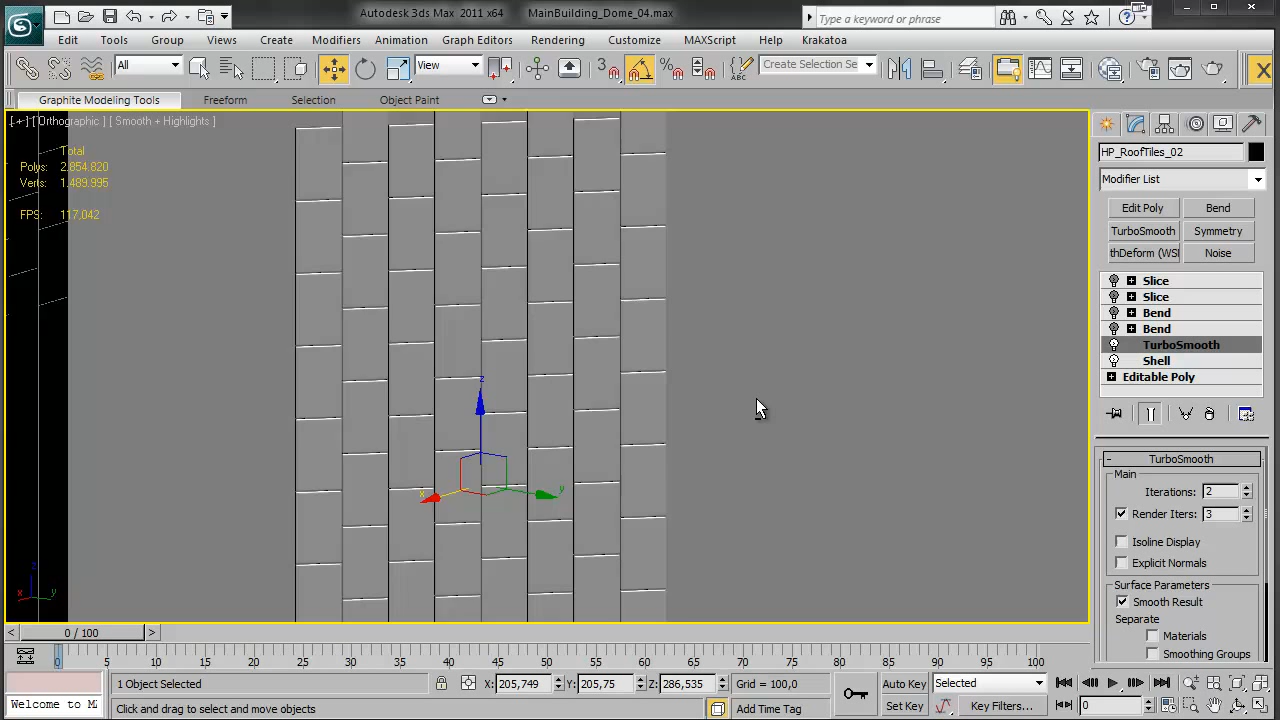 Autodesk 3ds Max 2011 x64 MainBuilding_Dome_04.max
Type a keyword or phrase
Edit Tools Group Views Create Modifiers Animation Graph Editors Rendering Customize MAXScript Help Krakatoa
All View 3 Create Selection Se
Graphite Modeling Tools Freeform Selection Object Paint
[ + ] [ Orthographic ] [ Smooth + Highlights ]
Total
Polys: 2.854.820
Verts: 1.489.995
FPS: 117,042
HP_RoofTiles_02
Modifier List
Edit Poly Bend
TurboSmooth Symmetry
thDeform (WSI Noise
Slice
Slice
Bend
Bend
TurboSmooth
Shell
Editable Poly
- TurboSmooth
Main
Iterations: 2
Render Iters: 3
Isoline Display
Explicit Normals
Surface Parameters
Smooth Result
Separate
Materials
Smoothing Groups
z
x y
z
x y
< 0 / 100 >
0 5 10 15 20 25 30 35 40 45 50 55 60 65 70 75 80 85 90 95 100
1 Object Selected X: 205,749 Y: 205,75 Z: 286,535 Grid = 100,0 Auto Key Selected
Welcome to MA Click and drag to select and move objects Add Time Tag Set Key Key Filters... 0